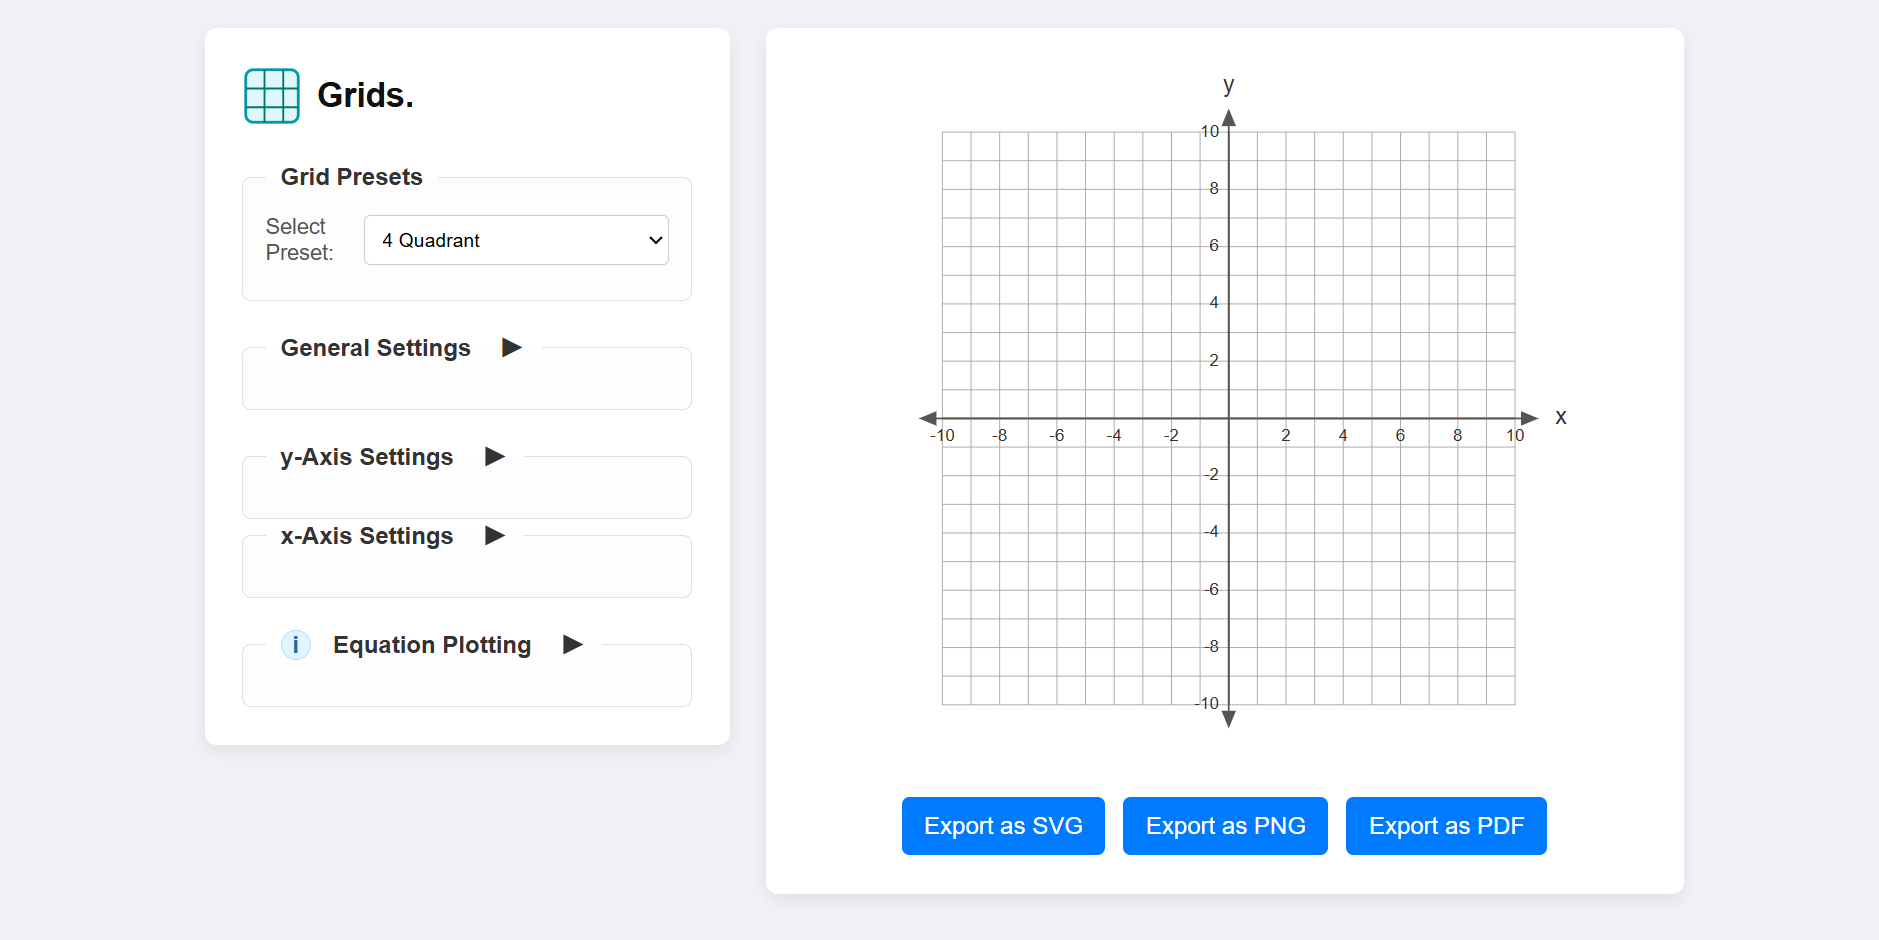 Grids.
Grid Presets
Select
Preset:
4 Quadrant
General Settings ▶
y-Axis Settings ▶
x-Axis Settings ▶
i Equation Plotting ▶
y
10
8
6
4
2
x
-10 -8 -6 -4 -2 2 4 6 8 10
-2
-4
-6
-8
-10
Export as SVG Export as PNG Export as PDF